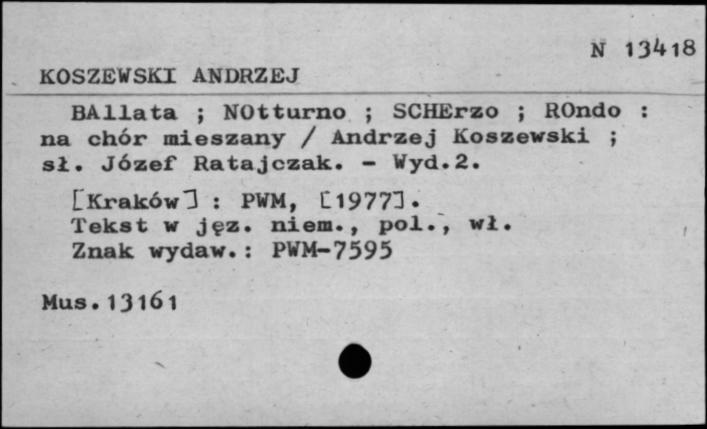 N 13418
KOSZEWSKI ANDRZEJ
BAllata ; NOtturno ; SCHErzo ; ROndo :
na chór mieszany / Andrzej Koszewski ;
sł. Józef Ratajczak. - Wyd.2.
[Kraków] : PWM, [1977].
Tekst w jęz. niem., pol., wł.
Znak wydaw.: PWM-7595
Mus.13161